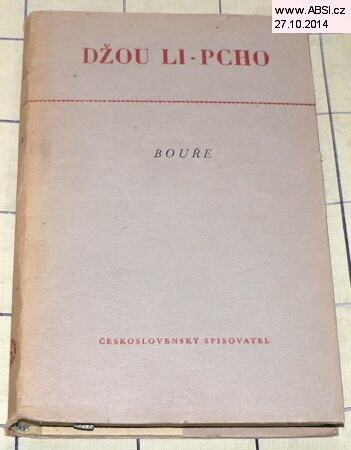 www.ABSi.cz
27.10.2014
DŽOU LI-PCHO
BOUŘE
ČESKOSLOVENSKÝ SPISOVATEL